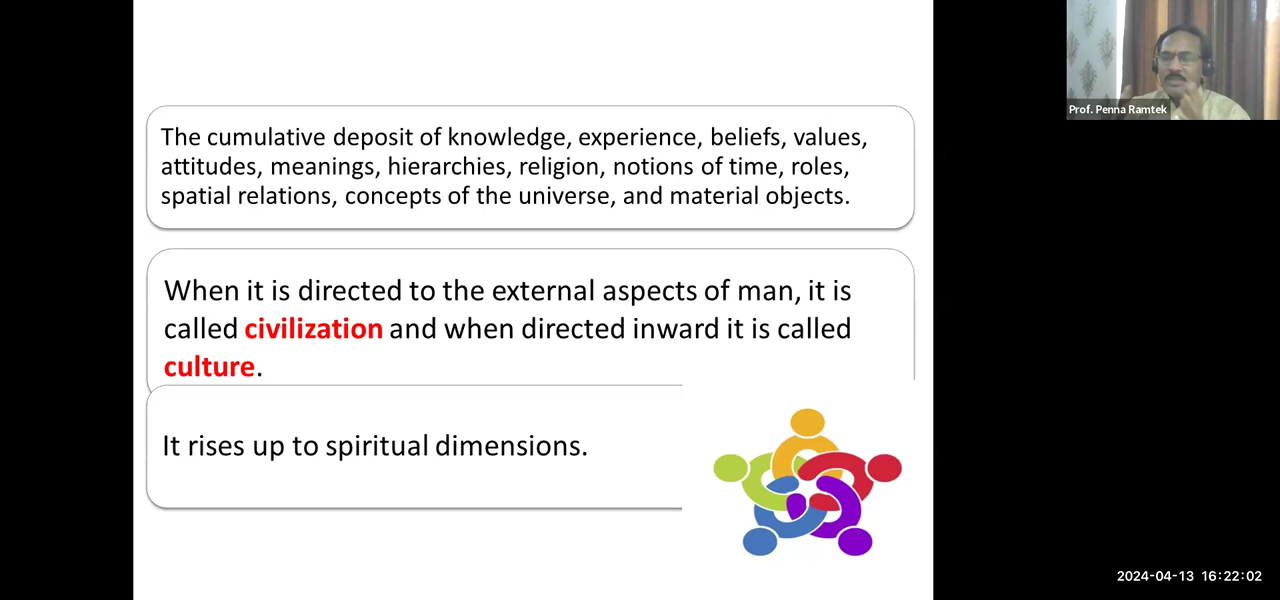 The cumulative deposit of knowledge, experience, beliefs, values,
attitudes, meanings, hierarchies, religion, notions of time, roles,
spatial relations, concepts of the universe, and material objects.
When it is directed to the external aspects of man, it is
called civilization and when directed inward it is called
culture.
It rises up to spiritual dimensions.
Prof. Penna Ramtek
2024-04-13 16:22:02